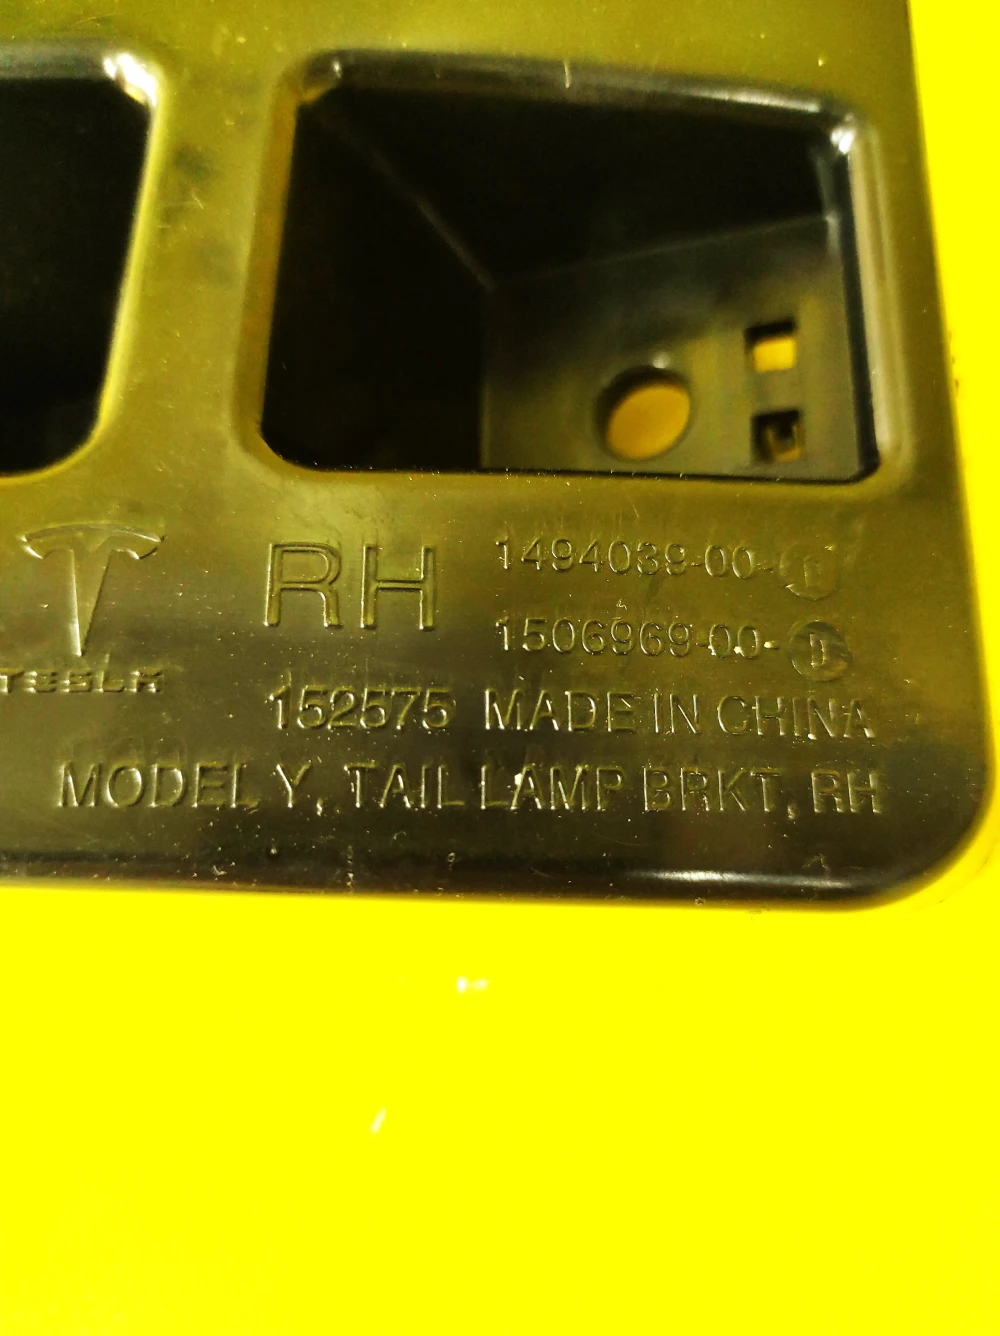 TESLA
RH
1494039-00-D
1506969-00-D
152575 MADE IN CHINA
MODEL Y, TAIL LAMP BRKT, RH